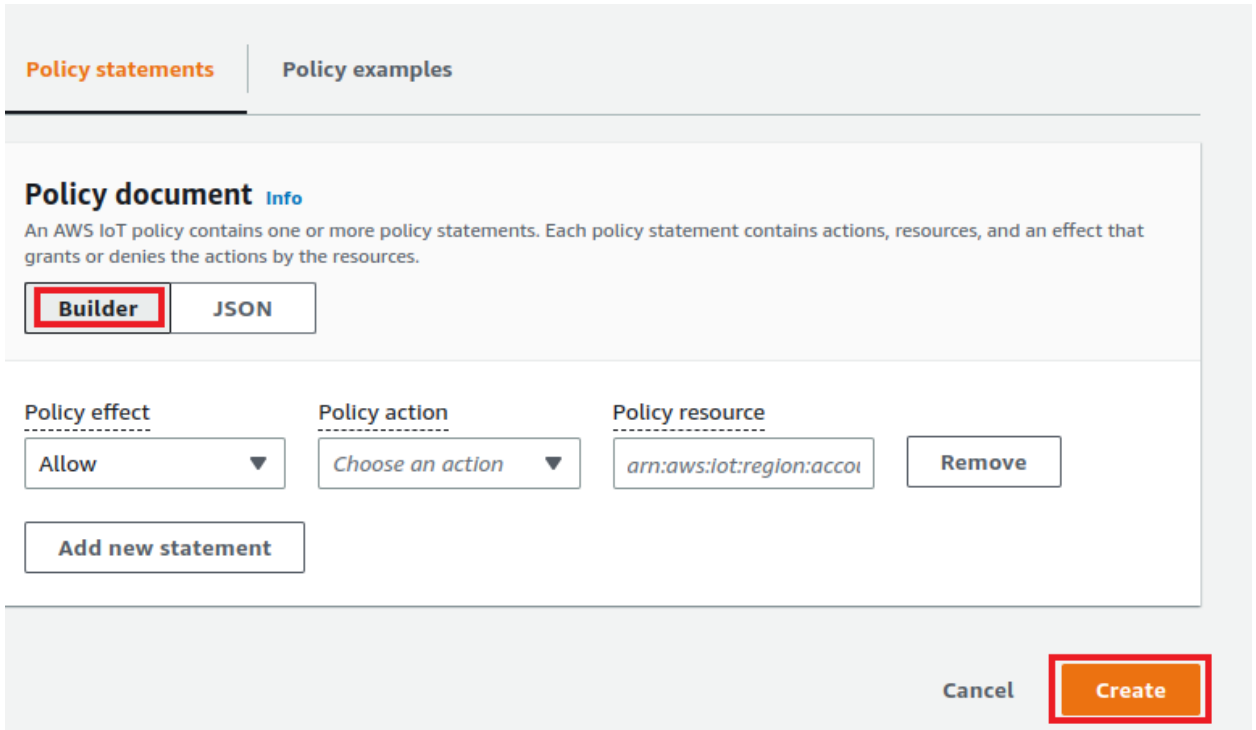 Policy statements
Policy examples
Policy document Info
An AWS IoT policy contains one or more policy statements. Each policy statement contains actions, resources, and an effect that
grants or denies the actions by the resources.
Builder
JSON
Policy effect
Policy action
Policy resource
Allow
Choose an action
arn:aws:iot:region:accou
Remove
Add new statement
Cancel
Create